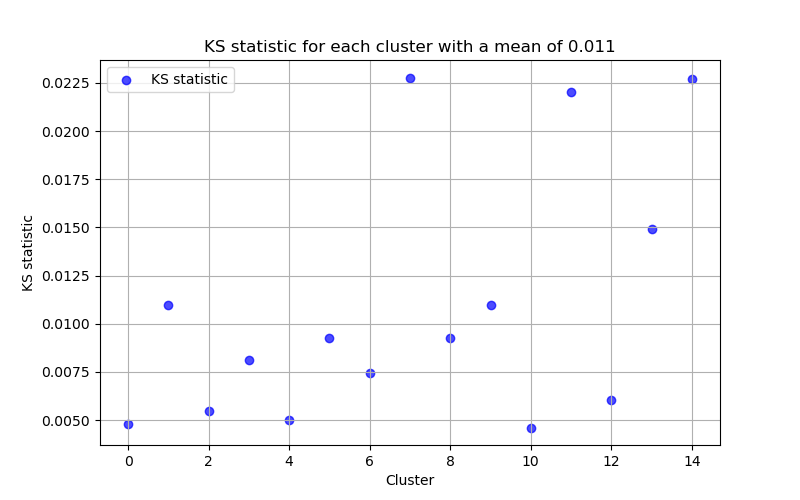 KS statistic for each cluster with a mean of 0.011
KS statistic
0.0225
0.0200
0.0175
0.0150
0.0125
0.0100
0.0075
0.0050
KS statistic
0 2 4 6 8 10 12 14
Cluster